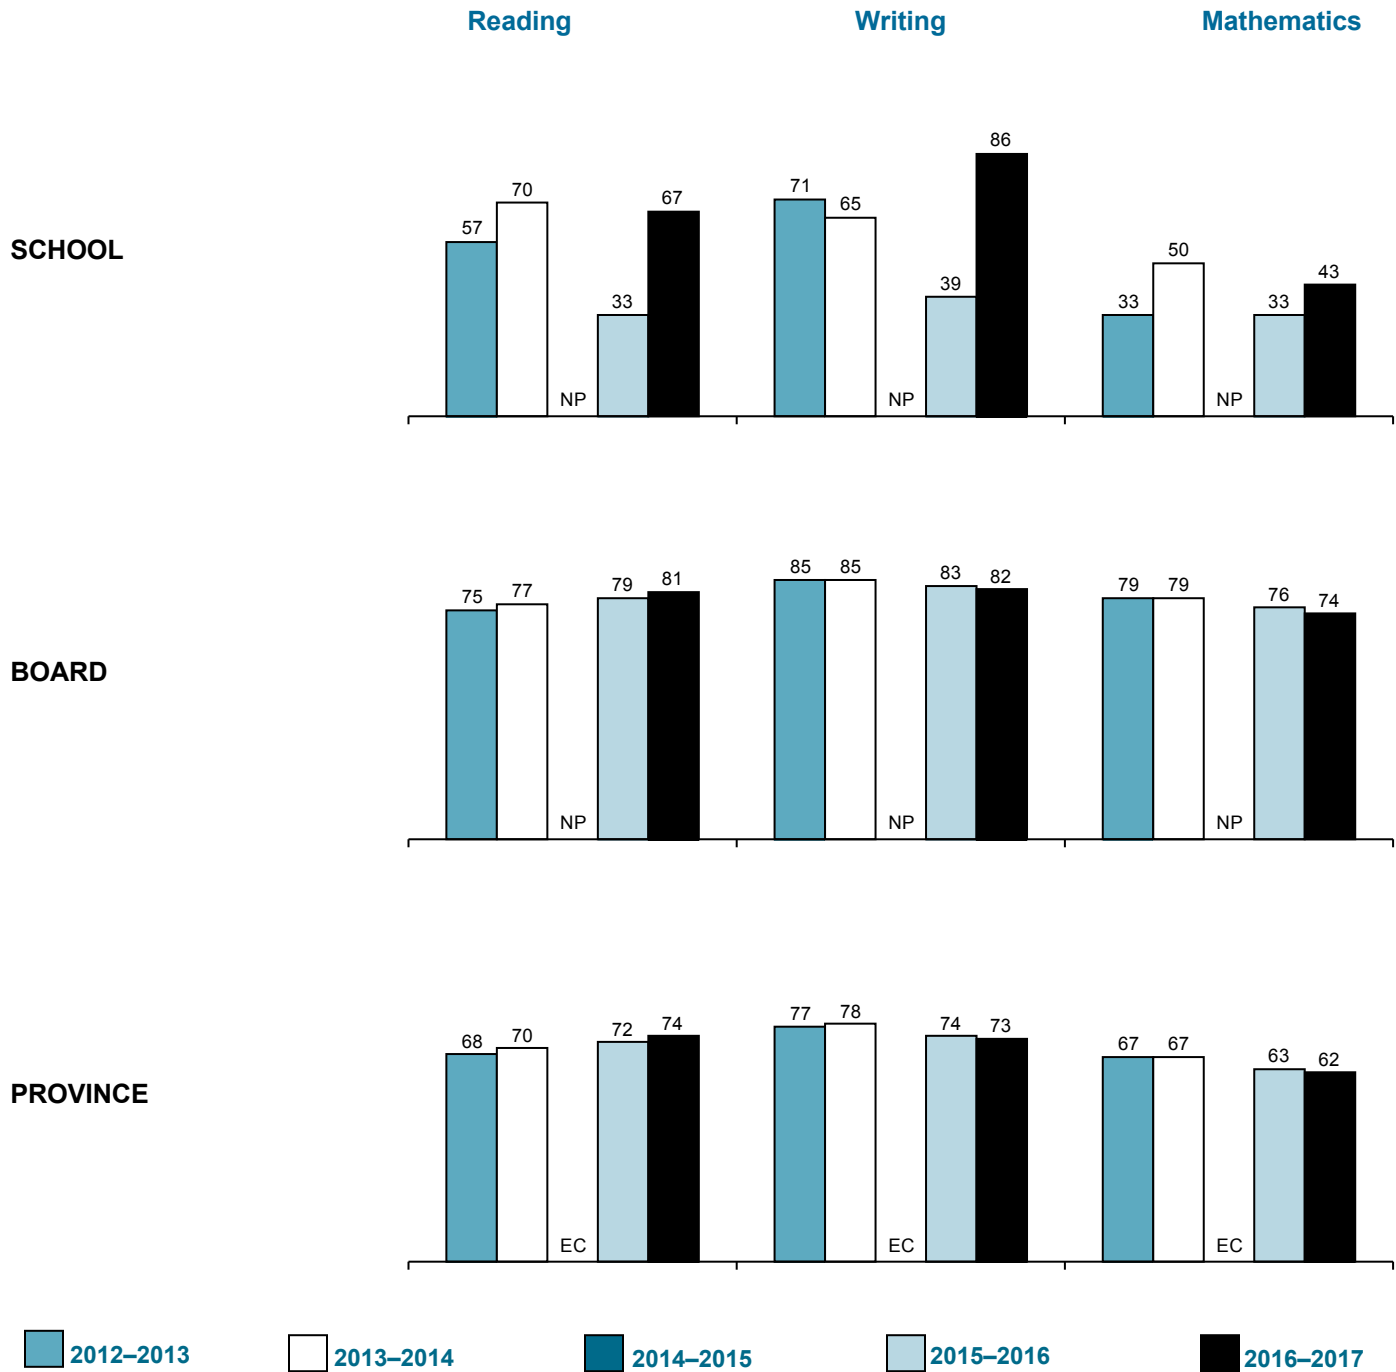 Reading Writing Mathematics
SCHOOL
57 70 NP 33 67 71 65 NP 39 86 33 50 NP 33 43
BOARD
75 77 NP 79 81 85 85 NP 83 82 79 79 NP 76 74
PROVINCE
68 70 EC 72 74 77 78 EC 74 73 67 67 EC 63 62
2012–2013 2013–2014 2014–2015 2015–2016 2016–2017